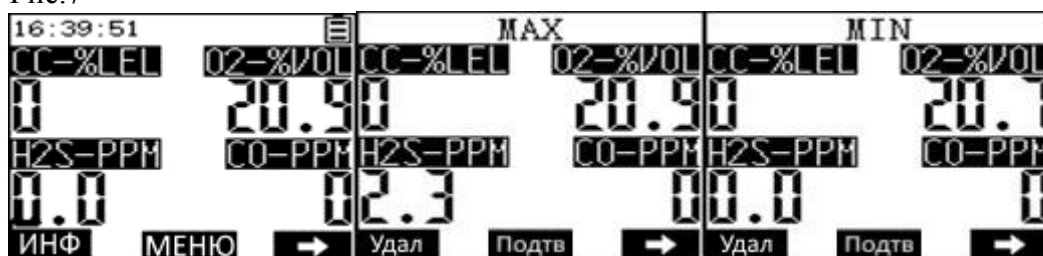 16:39:51
CC-%LEL O2-%VOL
0 20.9
H2S-PPM CO-PPM
0.0 0
ИНФ МЕНЮ →
MAX
CC-%LEL O2-%VOL
0 20.9
H2S-PPM CO-PPM
2.3 0
Удал Подтв →
MIN
CC-%LEL O2-%VOL
0 20.7
H2S-PPM CO-PPM
0.0 0
Удал Подтв →